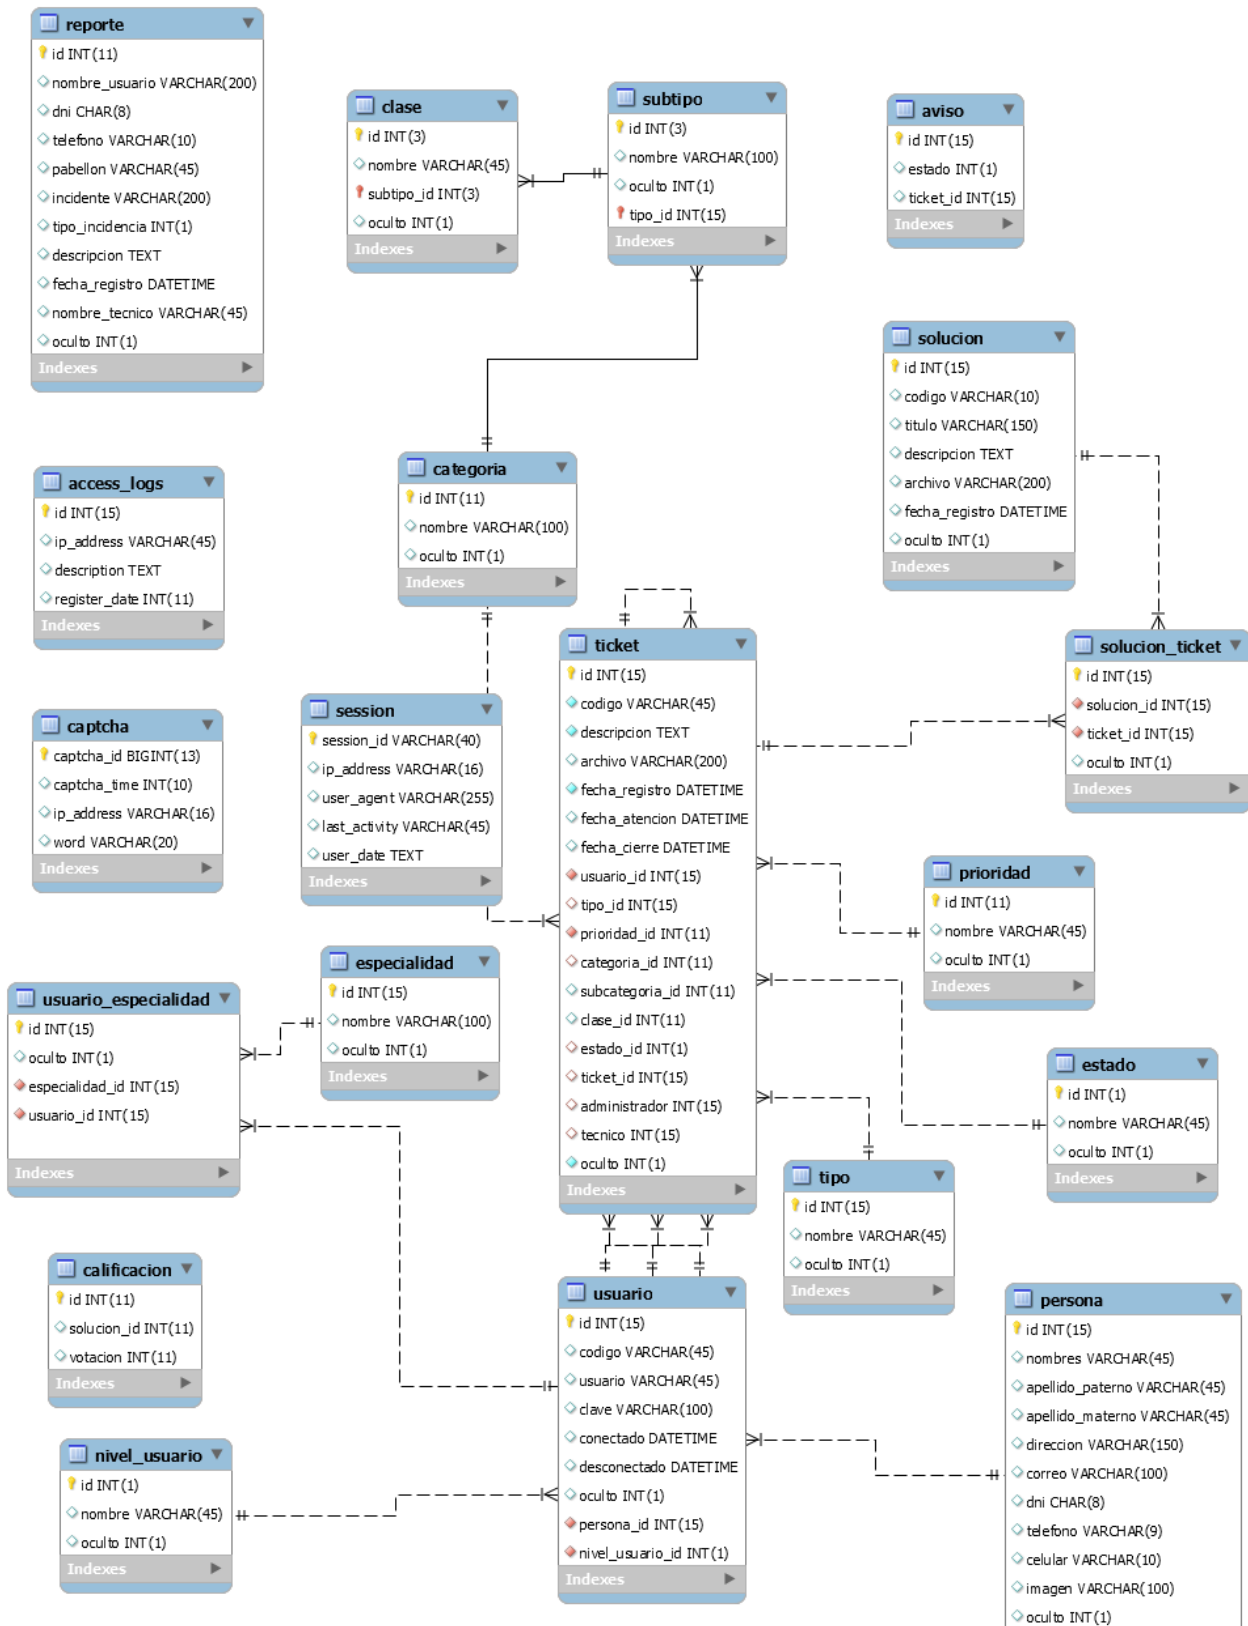 reporte
id INT(11)
nombre_usuario VARCHAR(200)
dni CHAR(8)
telefono VARCHAR(10)
pabellon VARCHAR(45)
incidente VARCHAR(200)
tipo_incidencia INT(1)
descripcion TEXT
fecha_registro DATETIME
nombre_tecnico VARCHAR(45)
oculto INT(1)
Indexes
clase
id INT(3)
nombre VARCHAR(45)
subtipo_id INT(3)
oculto INT(1)
Indexes
subtipo
id INT(3)
nombre VARCHAR(100)
oculto INT(1)
tipo_id INT(15)
Indexes
aviso
id INT(15)
estado INT(1)
ticket_id INT(15)
Indexes
solucion
id INT(15)
codigo VARCHAR(10)
titulo VARCHAR(150)
descripcion TEXT
archivo VARCHAR(200)
fecha_registro DATETIME
oculto INT(1)
Indexes
access_logs
id INT(15)
ip_address VARCHAR(45)
description TEXT
register_date INT(11)
Indexes
categoria
id INT(11)
nombre VARCHAR(100)
oculto INT(1)
Indexes
ticket
id INT(15)
codigo VARCHAR(45)
descripcion TEXT
archivo VARCHAR(200)
fecha_registro DATETIME
fecha_atencion DATETIME
fecha_cierre DATETIME
usuario_id INT(15)
tipo_id INT(15)
prioridad_id INT(11)
categoria_id INT(11)
subcategoria_id INT(11)
clase_id INT(11)
estado_id INT(1)
ticket_id INT(15)
administrador INT(15)
tecnico INT(15)
oculto INT(1)
Indexes
solucion_ticket
id INT(15)
solucion_id INT(15)
ticket_id INT(15)
oculto INT(1)
Indexes
captcha
captcha_id BIGINT(13)
captcha_time INT(10)
ip_address VARCHAR(16)
word VARCHAR(20)
Indexes
session
session_id VARCHAR(40)
ip_address VARCHAR(16)
user_agent VARCHAR(255)
last_activity VARCHAR(45)
user_date TEXT
Indexes
prioridad
id INT(11)
nombre VARCHAR(45)
oculto INT(1)
Indexes
usuario_especialidad
id INT(15)
oculto INT(1)
especialidad_id INT(15)
usuario_id INT(15)
Indexes
especialidad
id INT(15)
nombre VARCHAR(100)
oculto INT(1)
Indexes
estado
id INT(1)
nombre VARCHAR(45)
oculto INT(1)
Indexes
tipo
id INT(15)
nombre VARCHAR(45)
oculto INT(1)
Indexes
calificacion
id INT(11)
solucion_id INT(11)
votacion INT(11)
Indexes
usuario
id INT(15)
codigo VARCHAR(45)
usuario VARCHAR(45)
clave VARCHAR(100)
conectado DATETIME
desconectado DATETIME
oculto INT(1)
persona_id INT(15)
nivel_usuario_id INT(1)
Indexes
persona
id INT(15)
nombres VARCHAR(45)
apellido_paterno VARCHAR(45)
apellido_materno VARCHAR(45)
direccion VARCHAR(150)
correo VARCHAR(100)
dni CHAR(8)
telefono VARCHAR(9)
celular VARCHAR(10)
imagen VARCHAR(100)
oculto INT(1)
nivel_usuario
id INT(1)
nombre VARCHAR(45)
oculto INT(1)
Indexes